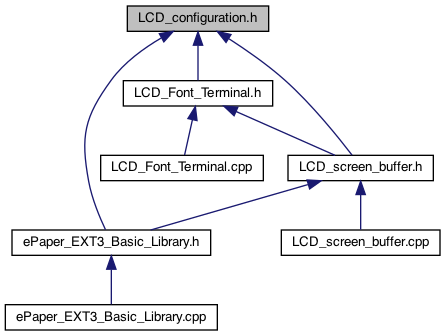 LCD_configuration.h
LCD_Font_Terminal.h
LCD_Font_Terminal.cpp
LCD_screen_buffer.h
ePaper_EXT3_Basic_Library.h
LCD_screen_buffer.cpp
ePaper_EXT3_Basic_Library.cpp